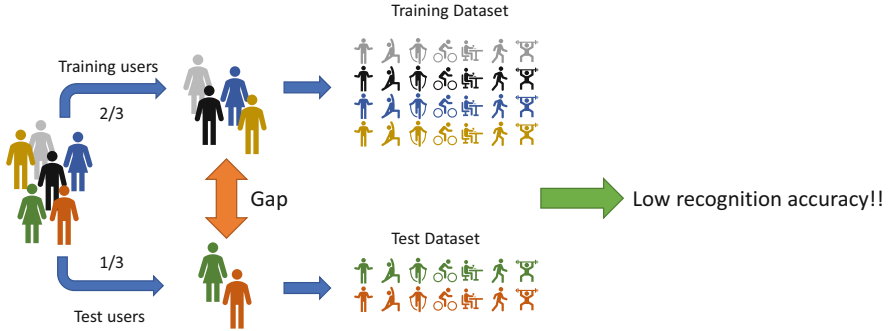 Training Dataset
Training users
2/3
Gap
Low recognition accuracy!!
Test Dataset
1/3
Test users